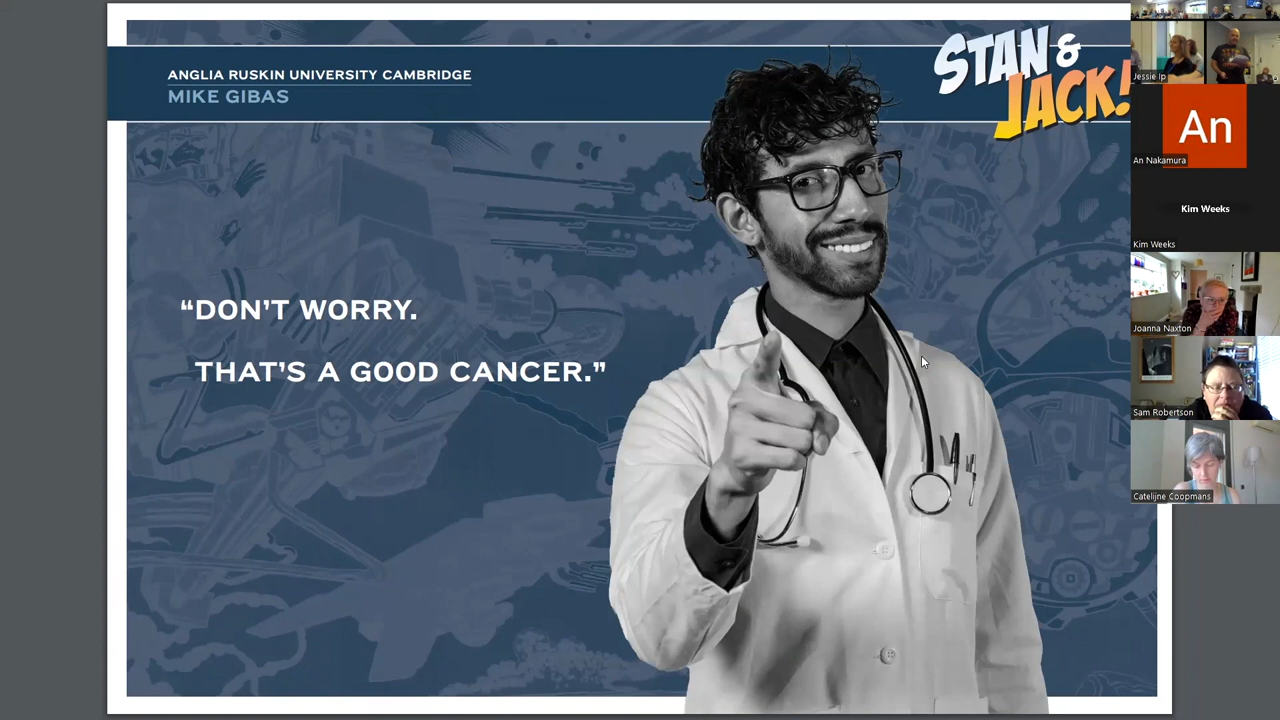 ANGLIA RUSKIN UNIVERSITY CAMBRIDGE
MIKE GIBAS
STAN &
JACK!
“DON’T WORRY.
THAT’S A GOOD CANCER.”
Jessie Ip
An
An Nakamura
Kim Weeks
Kim Weeks
Joanna Naxton
Sam Robertson
Catelijne Coopmans